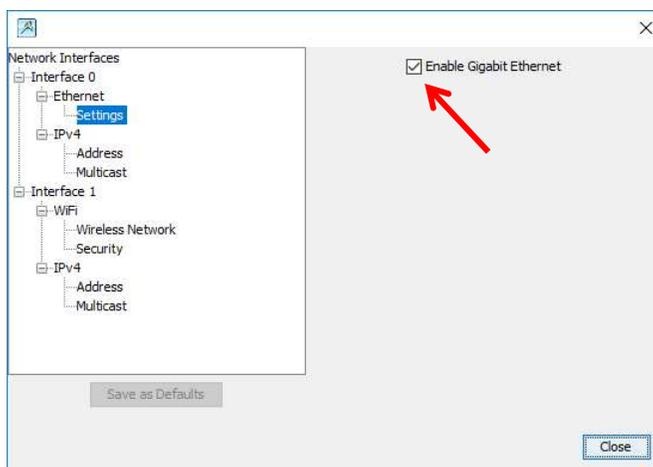 Network Interfaces
Interface 0
Ethernet
Settings
IPv4
Address
Multicast
Interface 1
WiFi
Wireless Network
Security
IPv4
Address
Multicast
Enable Gigabit Ethernet
Save as Defaults
Close